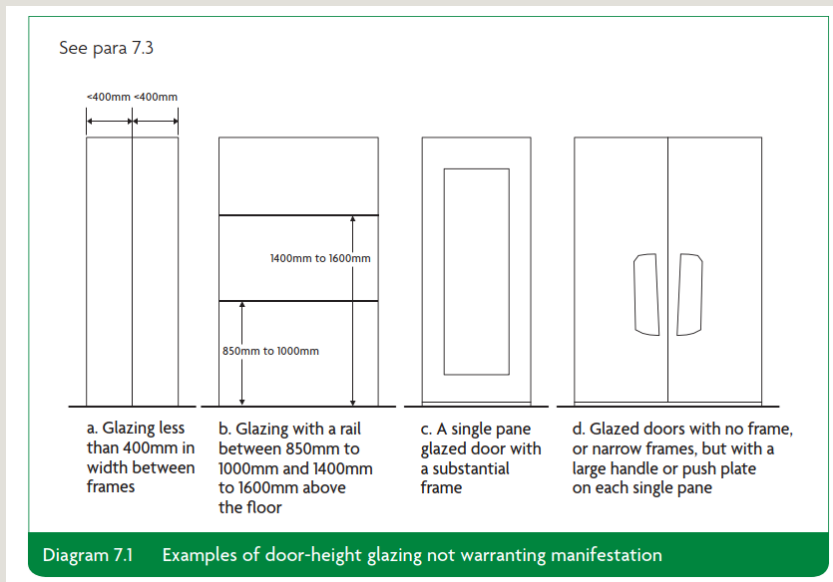 See para 7.3
<400mm <400mm
1400mm to 1600mm
850mm to 1000mm
a. Glazing less
than 400mm in
width between
frames
b. Glazing with a rail
between 850mm to
1000mm and 1400mm
to 1600mm above
the floor
c. A single pane
glazed door with
a substantial
frame
d. Glazed doors with no frame,
or narrow frames, but with a
large handle or push plate
on each single pane
Diagram 7.1 Examples of door-height glazing not warranting manifestation